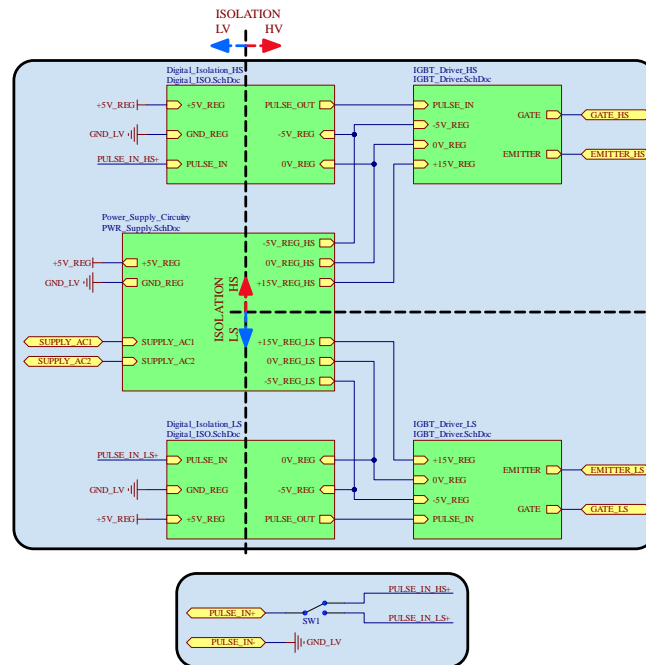 ISOLATION
LV HV
Digital_Isolation_HS
Digital_ISO.SchDoc
IGBT_Driver_HS
IGBT_Driver.SchDoc
+5V_REG +5V_REG PULSE_OUT PULSE_IN
GATE GATE_HS
-5V_REG
GND_LV GND_REG -5V_REG
0V_REG
EMITTER EMITTER_HS
PULSE_IN_HS+ PULSE_IN 0V_REG +15V_REG
Power_Supply_Circuitry
PWR_Supply.SchDoc
-5V_REG_HS
+5V_REG +5V_REG 0V_REG_HS
GND_LV GND_REG +15V_REG_HS
ISOLATION
LS HS
SUPPLY_AC1 SUPPLY_AC1 +15V_REG_LS
SUPPLY_AC2 SUPPLY_AC2 0V_REG_LS
-5V_REG_LS
Digital_Isolation_LS
Digital_ISO.SchDoc
IGBT_Driver_LS
IGBT_Driver.SchDoc
PULSE_IN_LS+ PULSE_IN 0V_REG +15V_REG
EMITTER EMITTER_LS
0V_REG
GND_LV GND_REG -5V_REG
-5V_REG
GATE GATE_LS
+5V_REG +5V_REG PULSE_OUT PULSE_IN
PULSE_IN_HS+
PULSE_IN+
SW1
PULSE_IN_LS+
PULSE_IN- GND_LV